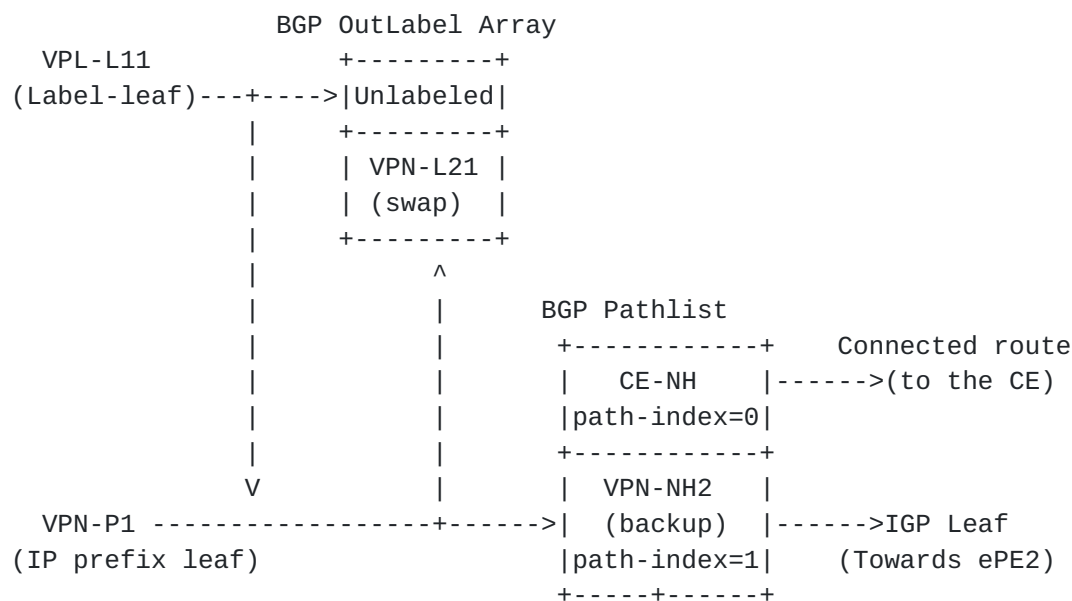 BGP OutLabel Array
  VPL-L11            +---------+
(Label-leaf)---+---->|Unlabeled|
               |     +---------+
               |     | VPN-L21 |
               |     | (swap)  |
               |     +---------+
               |           ^
               |           |      BGP Pathlist
               |           |       +------------+    Connected route
               |           |       |   CE-NH    |------>(to the CE)
               |           |       |path-index=0|
               |           |       +------------+
               V           |       |  VPN-NH2   |
  VPN-P1 ------------------+------>|  (backup)  |------>IGP Leaf
(IP prefix leaf)                   |path-index=1|    (Towards ePE2)
                                   +-----+------+